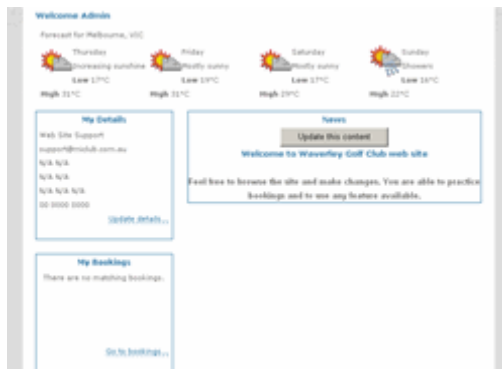 Welcome Admin
Forecast for Melbourne, VIC
Thursday
Increasing sunshine
Low 17°C
High 31°C
Friday
Mostly sunny
Low 19°C
High 31°C
Saturday
Mostly sunny
Low 17°C
High 29°C
Sunday
Showers
Low 16°C
High 22°C
My Details
Web Site Support
support@miclub.com.au
N/A N/A
N/A N/A
N/A N/A N/A
00 0000 0000
Update details...
News
Update this content
Welcome to Waverley Golf Club web site
Feel free to browse the site and make changes. You are able to practice
bookings and to use any feature available.
My Bookings
There are no matching bookings.
Go to bookings...